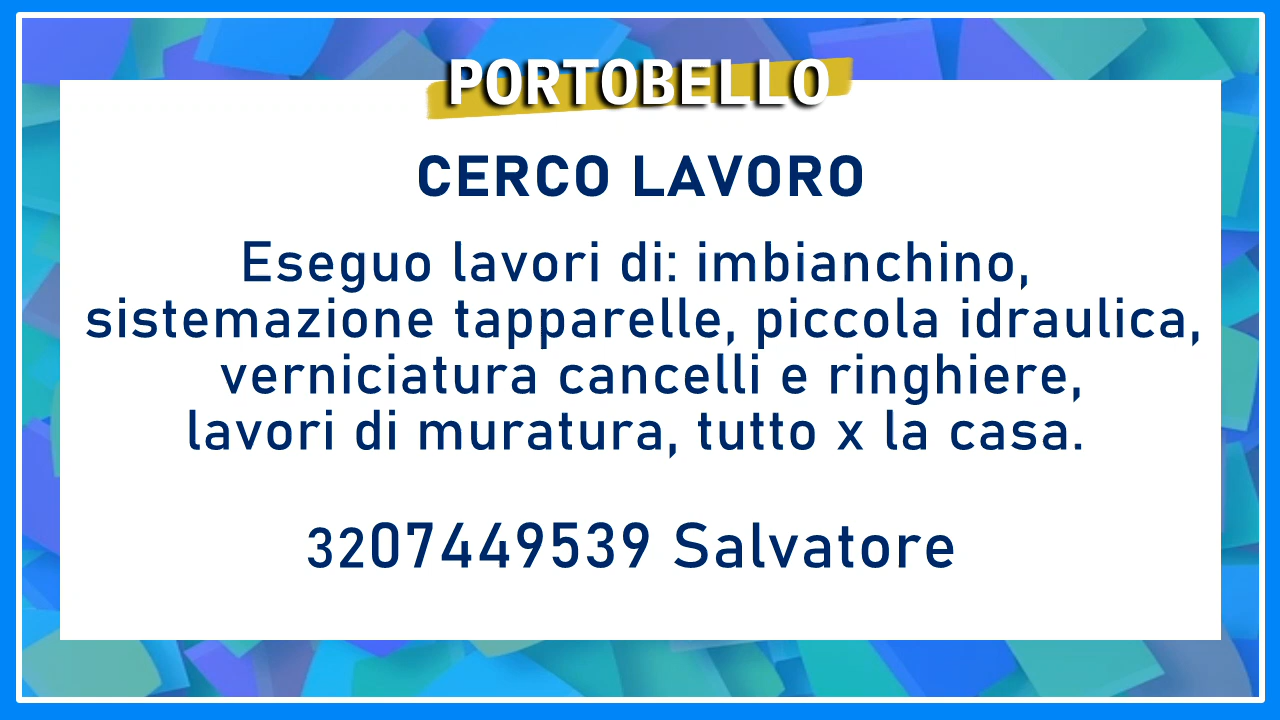 PORTOBELLO
CERCO LAVORO
Eseguo lavori di: imbianchino,
sistemazione tapparelle, piccola idraulica,
verniciatura cancelli e ringhiere,
lavori di muratura, tutto x la casa.
3207449539 Salvatore